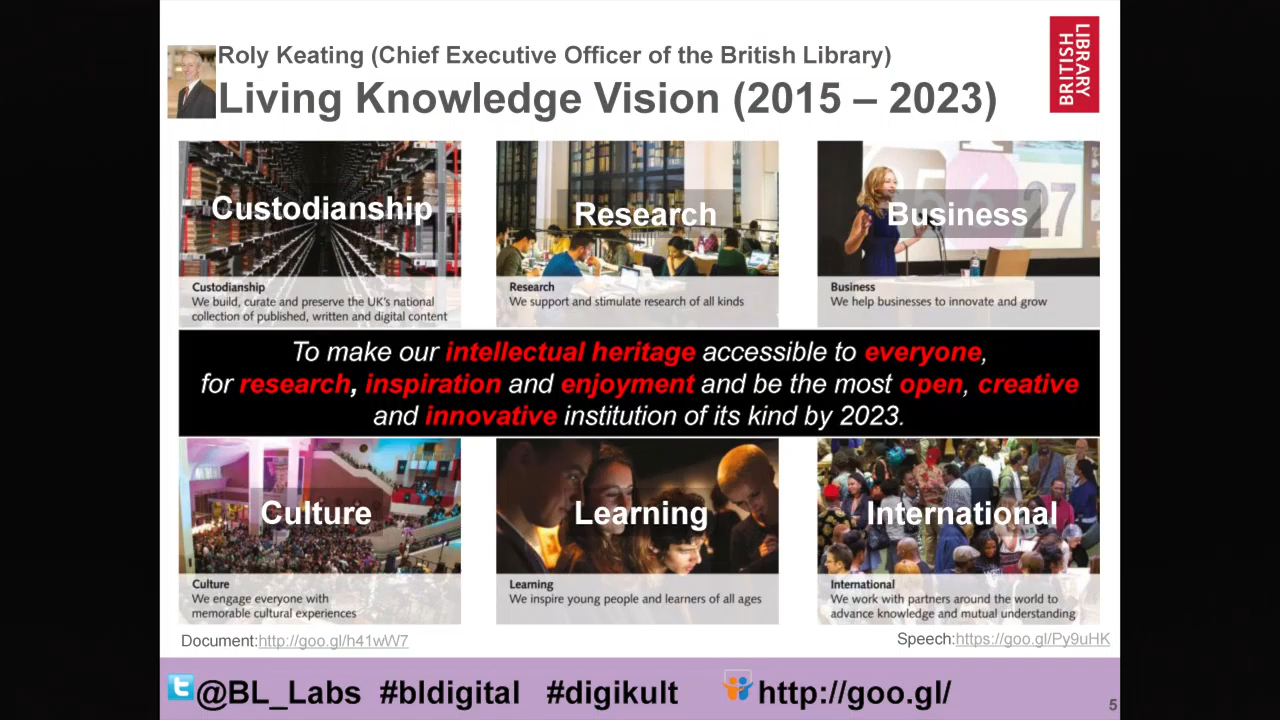 Roly Keating (Chief Executive Officer of the British Library)
Living Knowledge Vision (2015 – 2023)
BRITISH
LIBRARY
Custodianship
Custodianship
We build, curate and preserve the UK's national
collection of published, written and digital content
Research
Research
We support and stimulate research of all kinds
Business
27
Business
We help businesses to innovate and grow
To make our intellectual heritage accessible to everyone,
for research, inspiration and enjoyment and be the most open, creative
and innovative institution of its kind by 2023.
Culture
Culture
We engage everyone with
memorable cultural experiences
Learning
Learning
We inspire young people and learners of all ages
International
International
We work with partners around the world to
advance knowledge and mutual understanding
Document:http://goo.gl/h41wW7
Speech:https://goo.gl/Py9uHK
@BL_Labs #bldigital #digikult http://goo.gl/
5